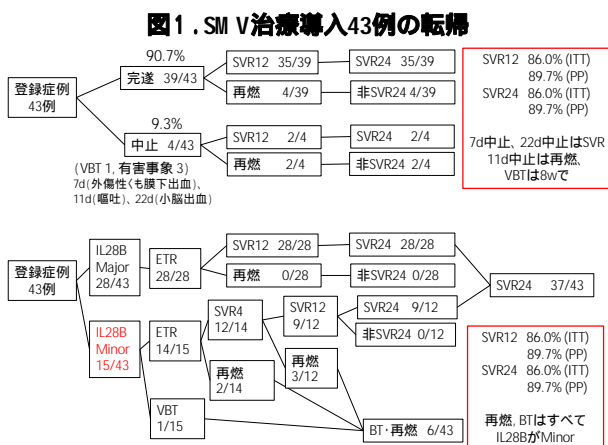 図1.SMV治療導入43例の転帰
90.7%
登録症例
43例
完遂 39/43
SVR12 35/39
SVR24 35/39
再燃 4/39
非SVR24 4/39
9.3%
中止 4/43
SVR12 2/4
SVR24 2/4
再燃 2/4
非SVR24 2/4
(VBT 1, 有害事象 3)
7d(外傷性くも膜下出血)、
11d(嘔吐)、22d(小脳出血)
SVR12 86.0% (ITT)
89.7% (PP)
SVR24 86.0% (ITT)
89.7% (PP)
7d中止、22d中止はSVR
11d中止は再燃、
VBTは8wで
登録症例
43例
IL28B
Major
28/43
ETR
28/28
SVR12 28/28
SVR24 28/28
再燃 0/28
非SVR24 0/28
SVR24 37/43
IL28B
Minor
15/43
ETR
14/15
SVR4
12/14
SVR12
9/12
SVR24 9/12
非SVR24 0/12
再燃
2/14
再燃
3/12
VBT
1/15
BT・再燃 6/43
SVR12 86.0% (ITT)
89.7% (PP)
SVR24 86.0% (ITT)
89.7% (PP)
再燃, BTはすべて
IL28BがMinor